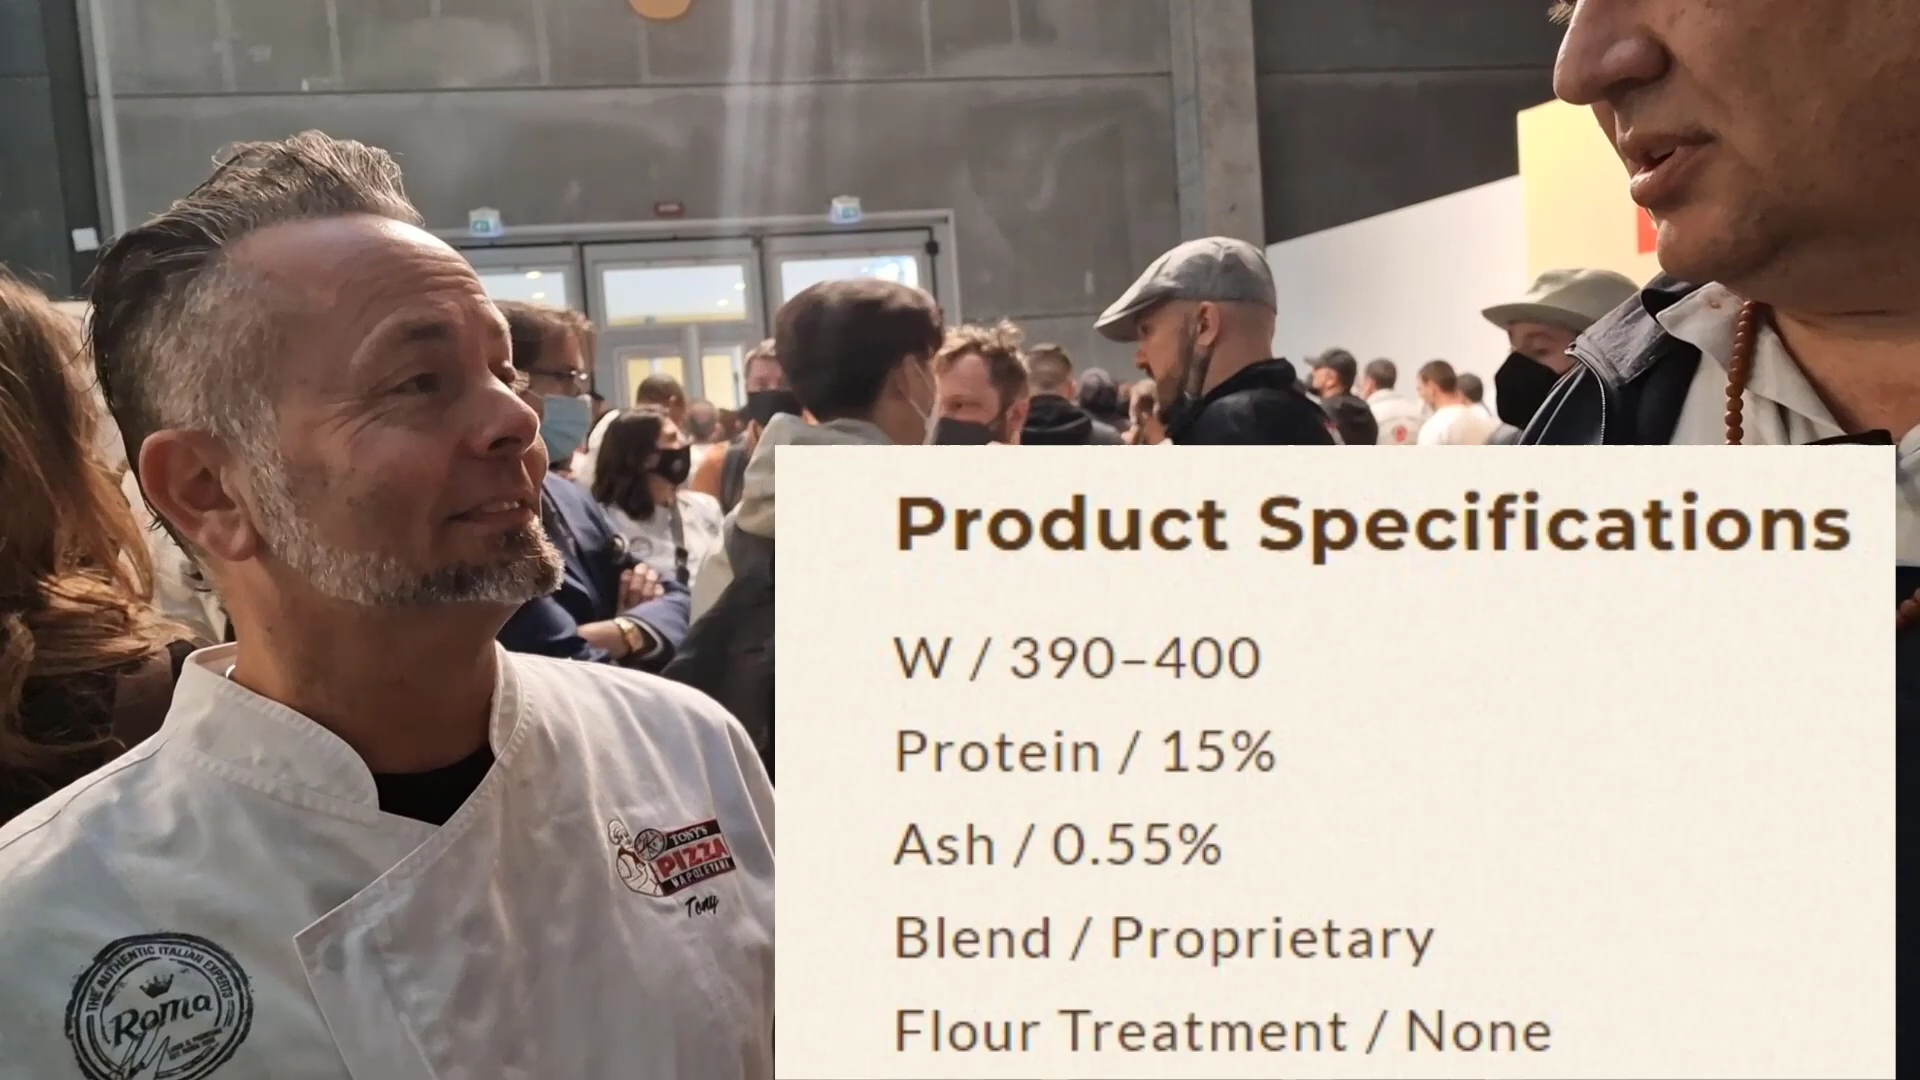 Product Specifications
W / 390–400
Protein / 15%
Ash / 0.55%
Blend / Proprietary
Flour Treatment / None
TONY'S
PIZZA
NAPOLETANA
Tony
THE AUTHENTIC ITALIAN EXPERTS
Roma